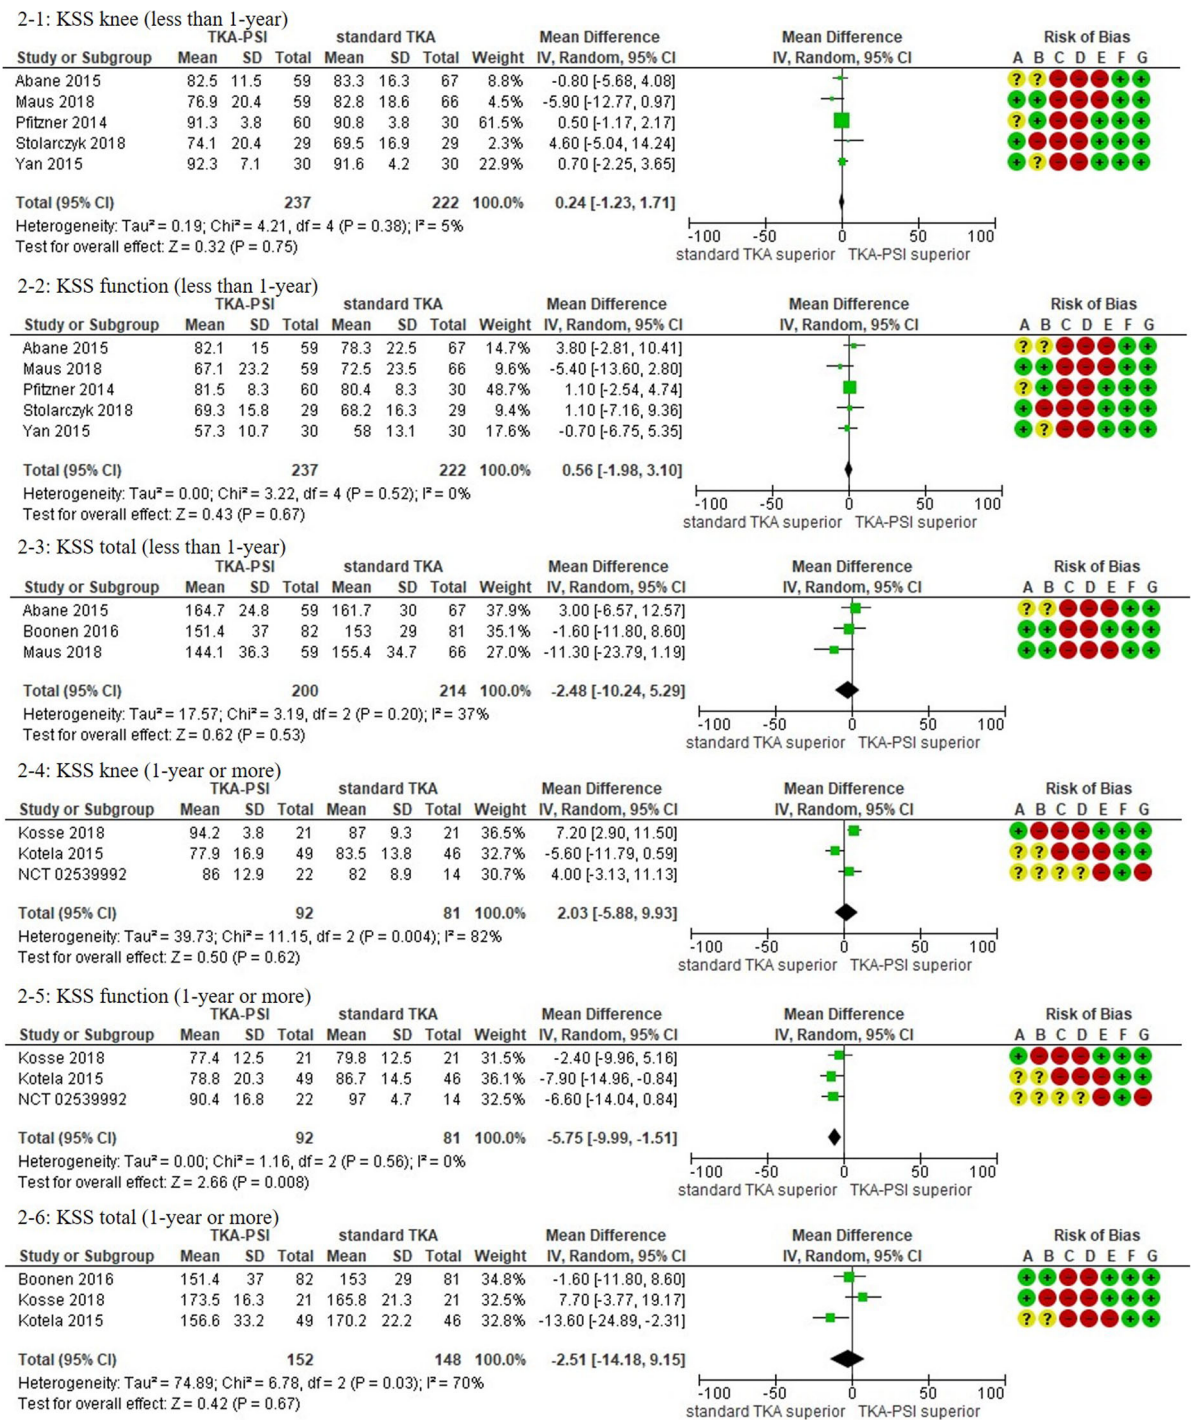 2-1: KSS knee (less than 1-year)
TKA-PSI standard TKA Mean Difference Mean Difference Risk of Bias
Study or Subgroup Mean SD Total Mean SD Total Weight IV, Random, 95% CI IV, Random, 95% CI A B C D E F G
Abane 2015 82.5 11.5 59 83.3 16.3 67 8.8% -0.80 [-5.68, 4.08] ? ? - - - + +
Maus 2018 76.9 20.4 59 82.8 18.6 66 4.5% -5.90 [-12.77, 0.97] + + - - - + +
Pfitzner 2014 91.3 3.8 60 90.8 3.8 30 61.5% 0.50 [-1.17, 2.17] ? + - - + + +
Stolarczyk 2018 74.1 20.4 29 69.5 16.9 29 2.3% 4.60 [-5.04, 14.24] + - - - + + +
Yan 2015 92.3 7.1 30 91.6 4.2 30 22.9% 0.70 [-2.25, 3.65] + ? - - + + +
Total (95% CI) 237 222 100.0% 0.24 [-1.23, 1.71]
Heterogeneity: Tau² = 0.19; Chi² = 4.21, df = 4 (P = 0.38); I² = 5%
Test for overall effect: Z = 0.32 (P = 0.75)
-100 -50 0 50 100
standard TKA superior TKA-PSI superior
2-2: KSS function (less than 1-year)
TKA-PSI standard TKA Mean Difference Mean Difference Risk of Bias
Study or Subgroup Mean SD Total Mean SD Total Weight IV, Random, 95% CI IV, Random, 95% CI A B C D E F G
Abane 2015 82.1 15 59 78.3 22.5 67 14.7% 3.80 [-2.81, 10.41] ? ? - - - + +
Maus 2018 67.1 23.2 59 72.5 23.5 66 9.6% -5.40 [-13.60, 2.80] + + - - - + +
Pfitzner 2014 81.5 8.3 60 80.4 8.3 30 48.7% 1.10 [-2.54, 4.74] ? + - - + + +
Stolarczyk 2018 69.3 15.8 29 68.2 16.3 29 9.4% 1.10 [-7.16, 9.36] + - - - + + +
Yan 2015 57.3 10.7 30 58 13.1 30 17.6% -0.70 [-6.75, 5.35] + ? - - + + +
Total (95% CI) 237 222 100.0% 0.56 [-1.98, 3.10]
Heterogeneity: Tau² = 0.00; Chi² = 3.22, df = 4 (P = 0.52); I² = 0%
Test for overall effect: Z = 0.43 (P = 0.67)
-100 -50 0 50 100
standard TKA superior TKA-PSI superior
2-3: KSS total (less than 1-year)
TKA-PSI standard TKA Mean Difference Mean Difference Risk of Bias
Study or Subgroup Mean SD Total Mean SD Total Weight IV, Random, 95% CI IV, Random, 95% CI A B C D E F G
Abane 2015 164.7 24.8 59 161.7 30 67 37.9% 3.00 [-6.57, 12.57] ? ? - - - + +
Boonen 2016 151.4 37 82 153 29 81 35.1% -1.60 [-11.80, 8.60] + + - - + + +
Maus 2018 144.1 36.3 59 155.4 34.7 66 27.0% -11.30 [-23.79, 1.19] + + - - - + +
Total (95% CI) 200 214 100.0% -2.48 [-10.24, 5.29]
Heterogeneity: Tau² = 17.57; Chi² = 3.19, df = 2 (P = 0.20); I² = 37%
Test for overall effect: Z = 0.62 (P = 0.53)
-100 -50 0 50 100
standard TKA superior TKA-PSI superior
2-4: KSS knee (1-year or more)
TKA-PSI standard TKA Mean Difference Mean Difference Risk of Bias
Study or Subgroup Mean SD Total Mean SD Total Weight IV, Random, 95% CI IV, Random, 95% CI A B C D E F G
Kosse 2018 94.2 3.8 21 87 9.3 21 36.5% 7.20 [2.90, 11.50] + - - - - + +
Kotela 2015 77.9 16.9 49 83.5 13.8 46 32.7% -5.60 [-11.79, 0.59] ? ? - - - + +
NCT 02539992 86 12.9 22 82 8.9 14 30.7% 4.00 [-3.13, 11.13] ? ? ? ? - + -
Total (95% CI) 92 81 100.0% 2.03 [-5.88, 9.93]
Heterogeneity: Tau² = 39.73; Chi² = 11.15, df = 2 (P = 0.004); I² = 82%
Test for overall effect: Z = 0.50 (P = 0.62)
-100 -50 0 50 100
standard TKA superior TKA-PSI superior
2-5: KSS function (1-year or more)
TKA-PSI standard TKA Mean Difference Mean Difference Risk of Bias
Study or Subgroup Mean SD Total Mean SD Total Weight IV, Random, 95% CI IV, Random, 95% CI A B C D E F G
Kosse 2018 77.4 12.5 21 79.8 12.5 21 31.5% -2.40 [-9.96, 5.16] + - - - - + +
Kotela 2015 78.8 20.3 49 86.7 14.5 46 36.1% -7.90 [-14.96, -0.84] ? ? - - - + +
NCT 02539992 90.4 16.8 22 97 4.7 14 32.5% -6.60 [-14.04, 0.84] ? ? ? ? - + -
Total (95% CI) 92 81 100.0% -5.75 [-9.99, -1.51]
Heterogeneity: Tau² = 0.00; Chi² = 1.16, df = 2 (P = 0.56); I² = 0%
Test for overall effect: Z = 2.66 (P = 0.008)
-100 -50 0 50 100
standard TKA superior TKA-PSI superior
2-6: KSS total (1-year or more)
TKA-PSI standard TKA Mean Difference Mean Difference Risk of Bias
Study or Subgroup Mean SD Total Mean SD Total Weight IV, Random, 95% CI IV, Random, 95% CI A B C D E F G
Boonen 2016 151.4 37 82 153 29 81 34.8% -1.60 [-11.80, 8.60] + + - - + + +
Kosse 2018 173.5 16.3 21 165.8 21.3 21 32.5% 7.70 [-3.77, 19.17] + - - - - + +
Kotela 2015 156.6 33.2 49 170.2 22.2 46 32.8% -13.60 [-24.89, -2.31] ? ? - - - + +
Total (95% CI) 152 148 100.0% -2.51 [-14.18, 9.15]
Heterogeneity: Tau² = 74.89; Chi² = 6.78, df = 2 (P = 0.03); I² = 70%
Test for overall effect: Z = 0.42 (P = 0.67)
-100 -50 0 50 100
standard TKA superior TKA-PSI superior